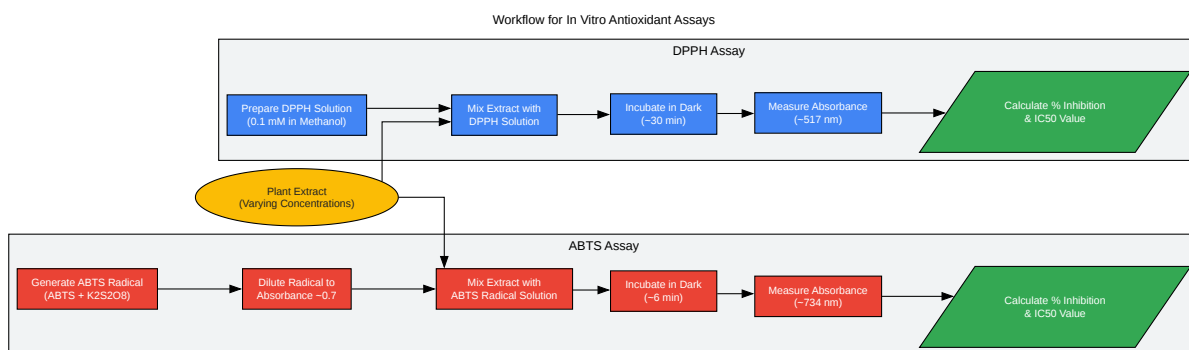 Workflow for In Vitro Antioxidant Assays
DPPH Assay
Prepare DPPH Solution
(0.1 mM in Methanol)
Mix Extract with
DPPH Solution
Incubate in Dark
(~30 min)
Measure Absorbance
(~517 nm)
Calculate % Inhibition
& IC50 Value
Plant Extract
(Varying Concentrations)
ABTS Assay
Generate ABTS Radical
(ABTS + K2S2O8)
Dilute Radical to
Absorbance ~0.7
Mix Extract with
ABTS Radical Solution
Incubate in Dark
(~6 min)
Measure Absorbance
(~734 nm)
Calculate % Inhibition
& IC50 Value